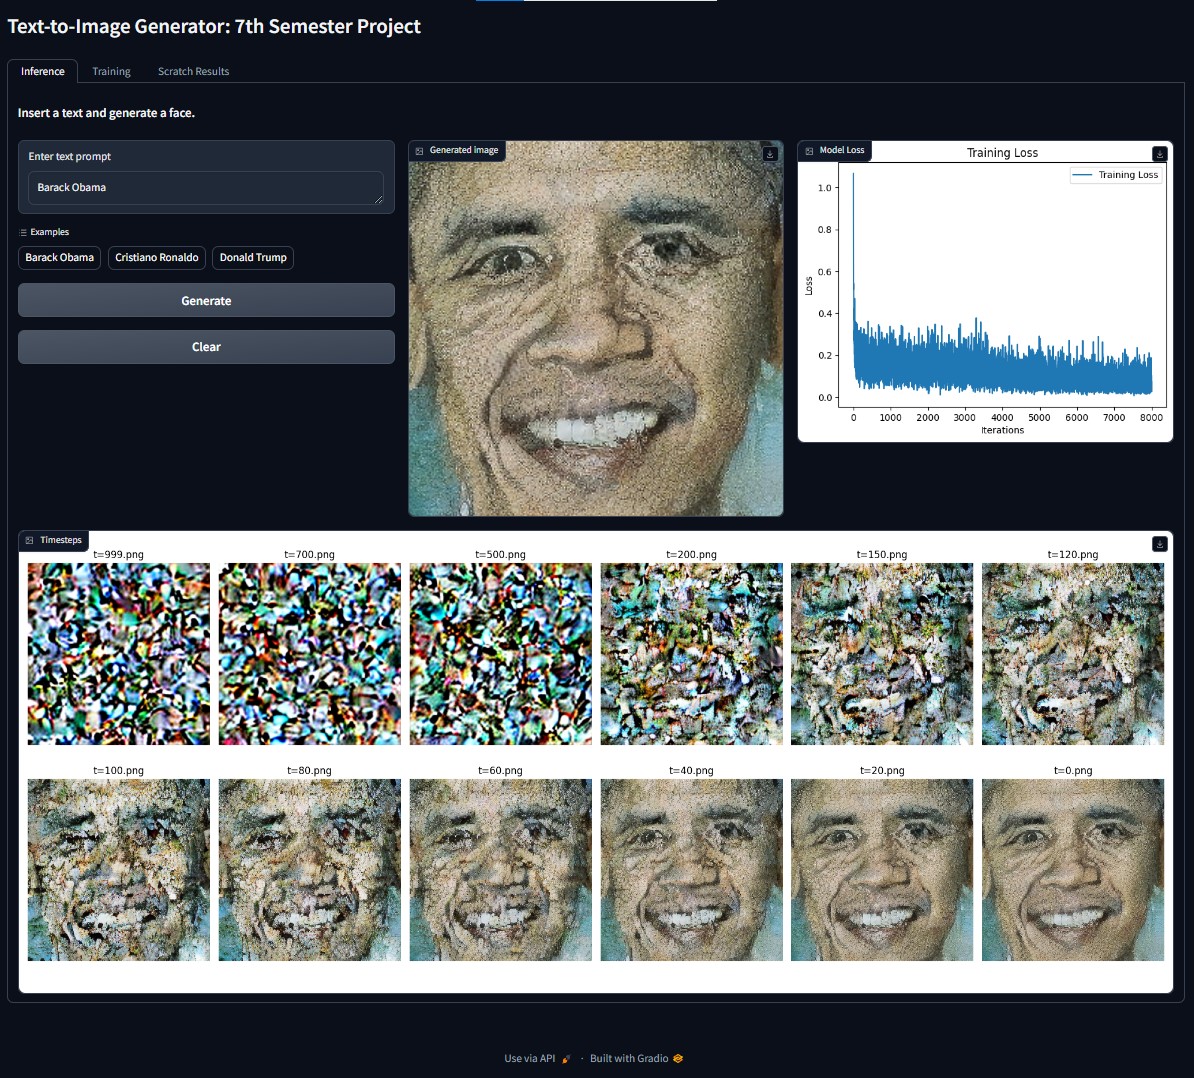 Text-to-Image Generator: 7th Semester Project
Inference
Training
Scratch Results
Insert a text and generate a face.
Enter text prompt
Barack Obama
Examples
Barack Obama
Cristiano Ronaldo
Donald Trump
Generate
Clear
Generated image
Model Loss
Training Loss
Training Loss
1.0
0.8
0.6
0.4
0.2
0.0
Loss
0 1000 2000 3000 4000 5000 6000 7000 8000
Iterations
Timesteps
t=999.png t=700.png t=500.png t=200.png t=150.png t=120.png
t=100.png t=80.png t=60.png t=40.png t=20.png t=0.png
Use via API · Built with Gradio